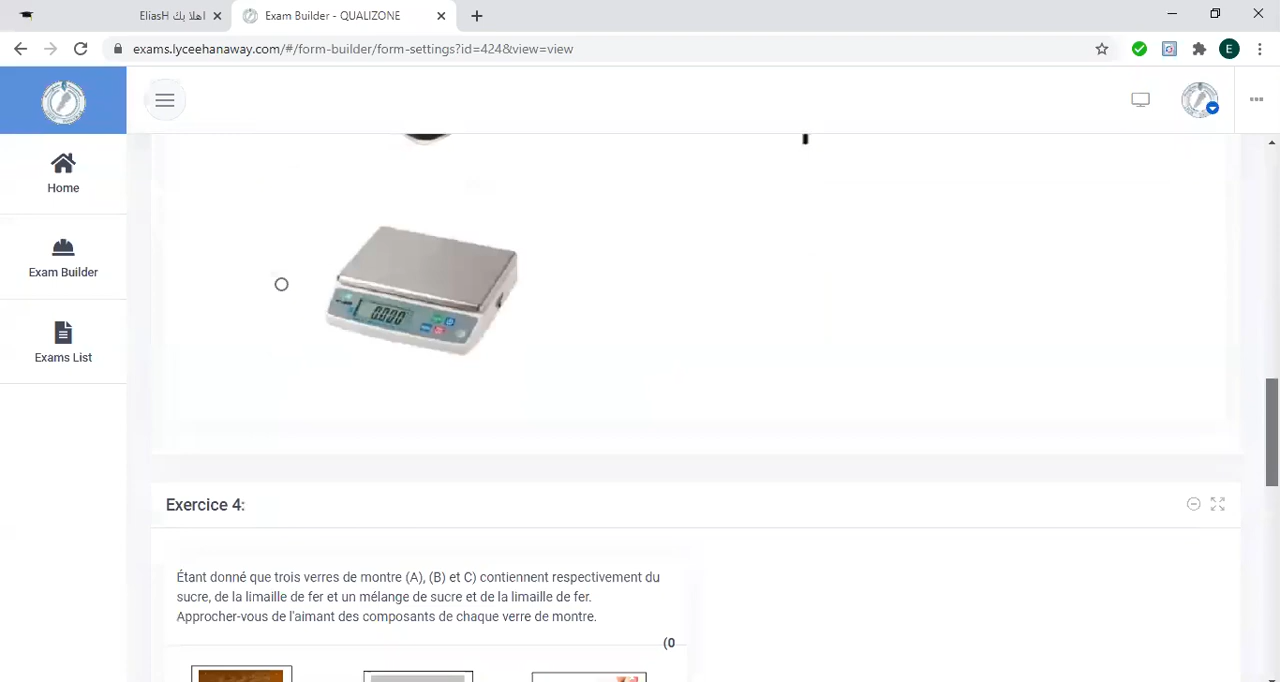 اهلا بك EliasH
Exam Builder - QUALIZONE
exams.lyceehanaway.com/#/form-builder/form-settings?id=424&view=view
E
Home
Exam Builder
Exams List
0.000
Exercice 4:
Étant donné que trois verres de montre (A), (B) et C) contiennent respectivement du
sucre, de la limaille de fer et un mélange de sucre et de la limaille de fer.
Approcher-vous de l'aimant des composants de chaque verre de montre.
(0